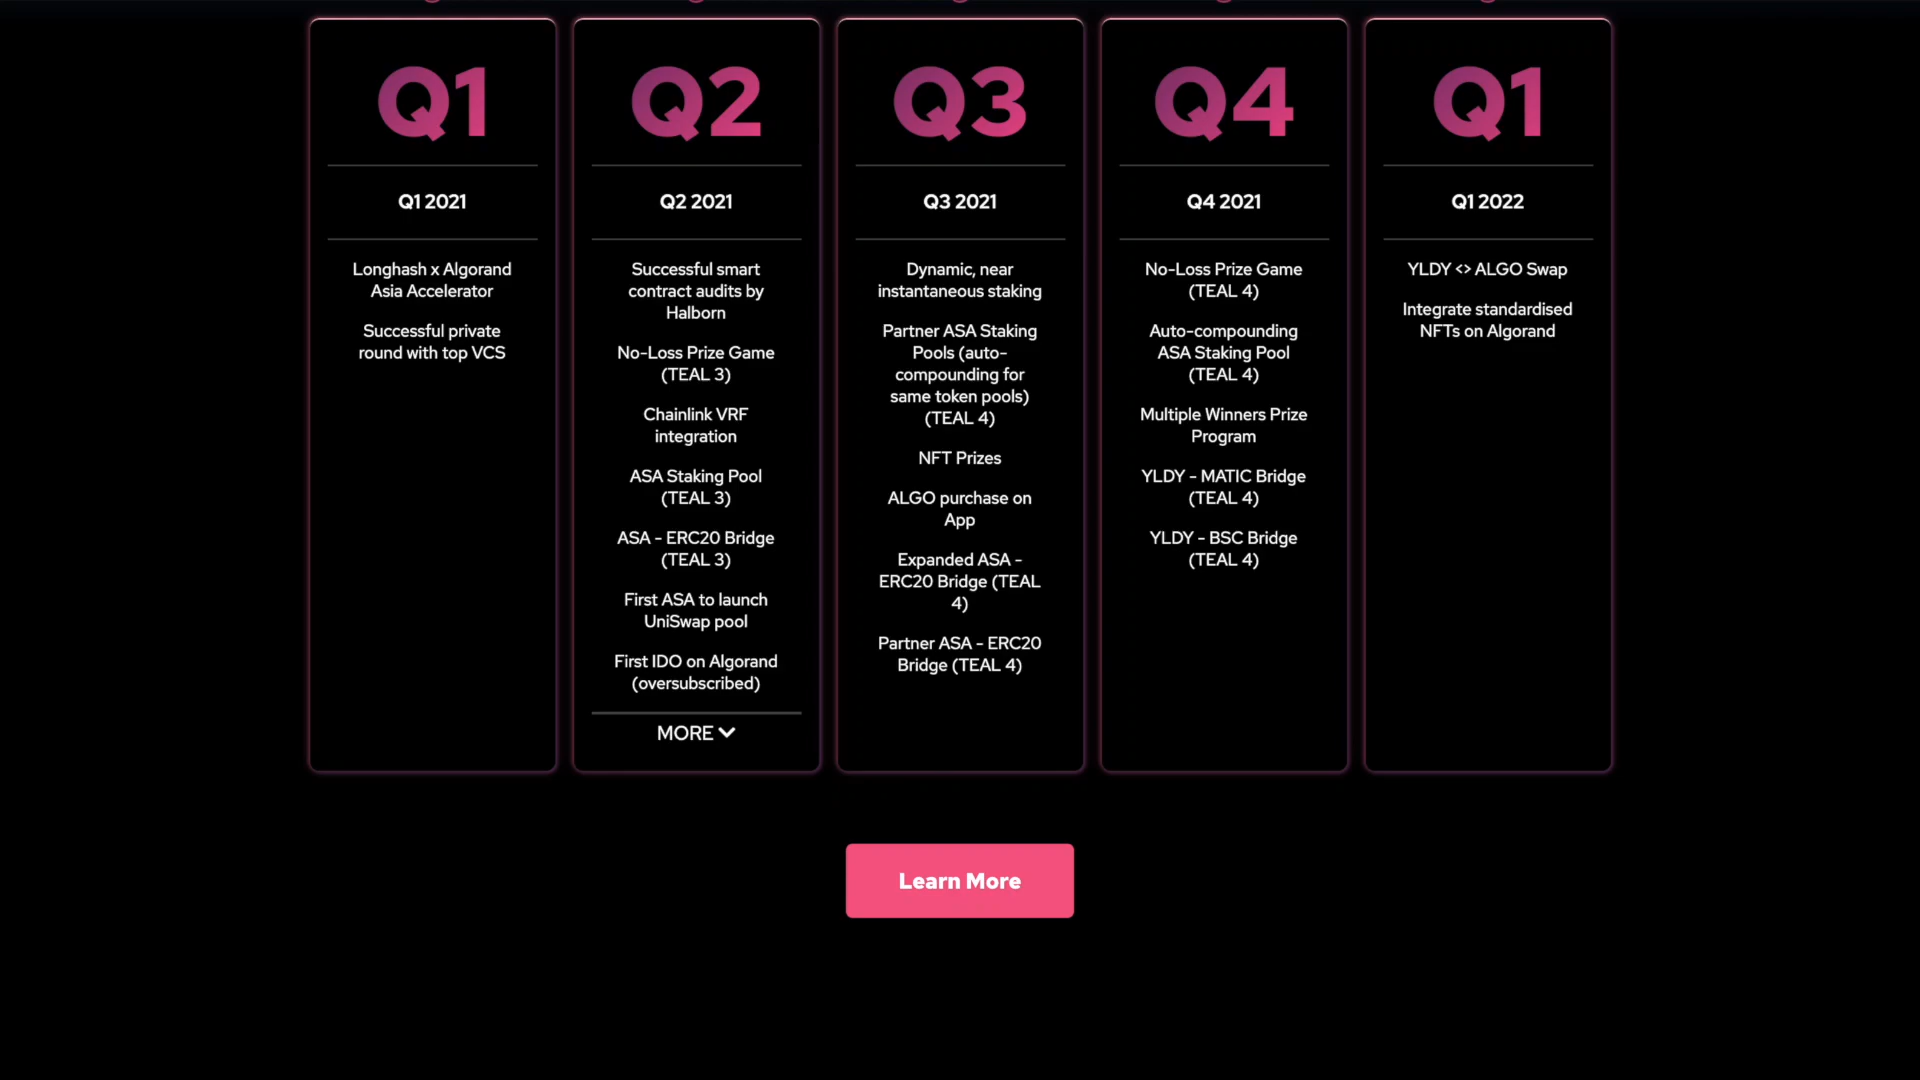 Q1
Q1 2021
Longhash x Algorand
Asia Accelerator
Successful private
round with top VCS
Q2
Q2 2021
Successful smart
contract audits by
Halborn
No-Loss Prize Game
(TEAL 3)
Chainlink VRF
integration
ASA Staking Pool
(TEAL 3)
ASA - ERC20 Bridge
(TEAL 3)
First ASA to launch
UniSwap pool
First IDO on Algorand
(oversubscribed)
MORE
Q3
Q3 2021
Dynamic, near
instantaneous staking
Partner ASA Staking
Pools (auto-
compounding for
same token pools)
(TEAL 4)
NFT Prizes
ALGO purchase on
App
Expanded ASA -
ERC20 Bridge (TEAL
4)
Partner ASA - ERC20
Bridge (TEAL 4)
Q4
Q4 2021
No-Loss Prize Game
(TEAL 4)
Auto-compounding
ASA Staking Pool
(TEAL 4)
Multiple Winners Prize
Program
YLDY - MATIC Bridge
(TEAL 4)
YLDY - BSC Bridge
(TEAL 4)
Q1
Q1 2022
YLDY <> ALGO Swap
Integrate standardised
NFTs on Algorand
Learn More